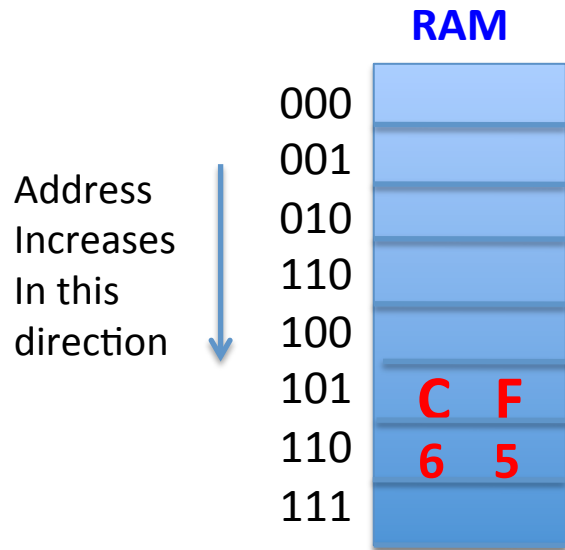 RAM
000
001
010
110
100
101 C F
110 6 5
111
Address
Increases
In this
direction